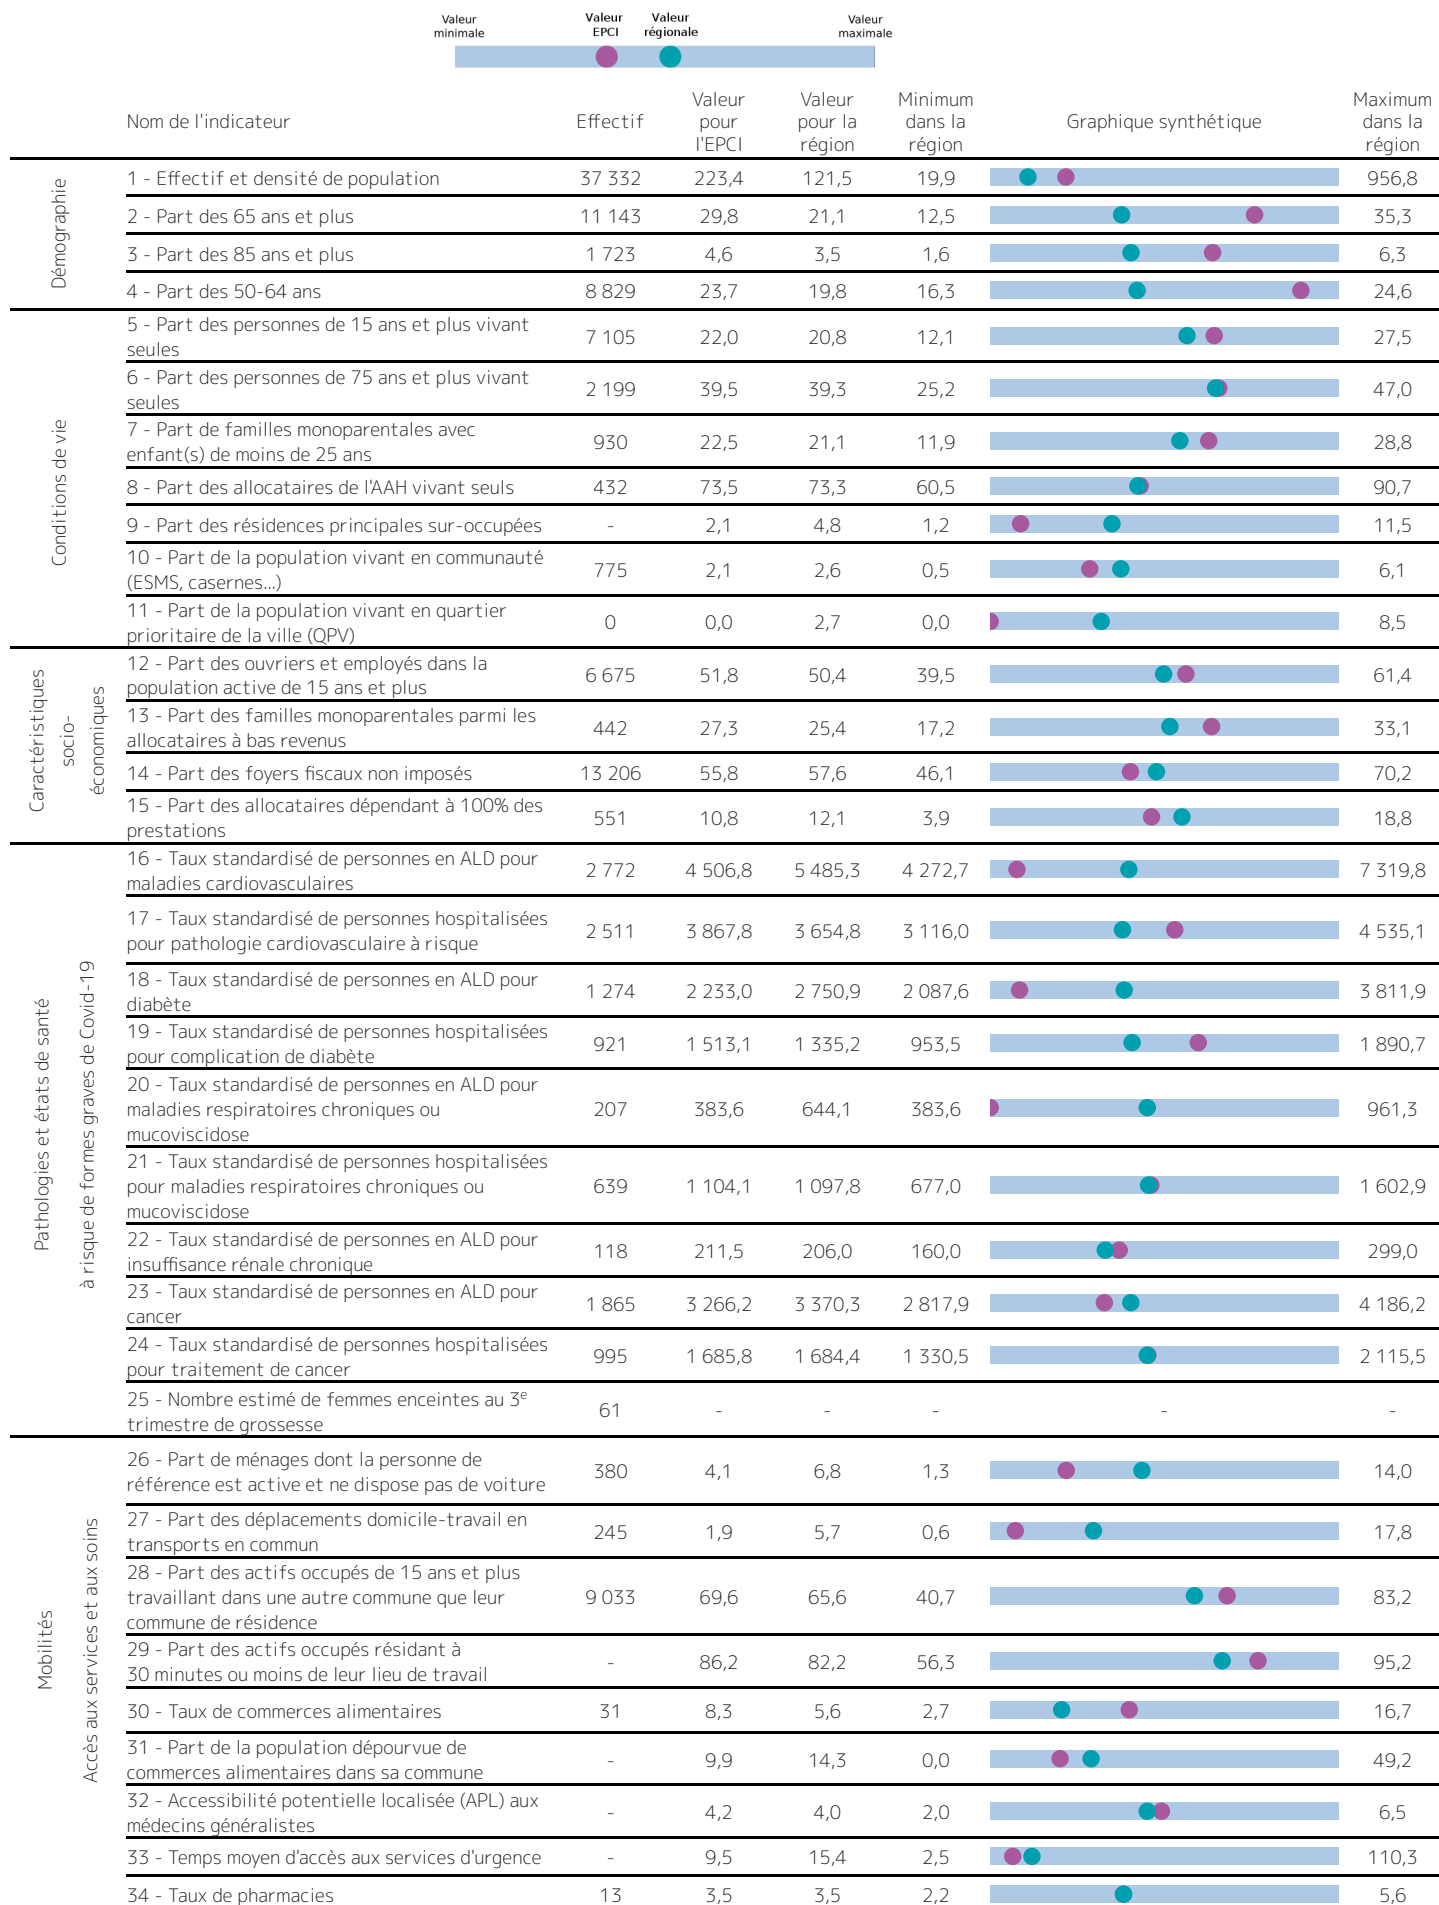 Valeur minimale
Valeur EPCI
Valeur régionale
Valeur maximale
Nom de l'indicateur Effectif Valeur pour l'EPCI Valeur pour la région Minimum dans la région Graphique synthétique Maximum dans la région
Démographie
1 - Effectif et densité de population 37 332 223,4 121,5 19,9 956,8
2 - Part des 65 ans et plus 11 143 29,8 21,1 12,5 35,3
3 - Part des 85 ans et plus 1 723 4,6 3,5 1,6 6,3
4 - Part des 50-64 ans 8 829 23,7 19,8 16,3 24,6
Conditions de vie
5 - Part des personnes de 15 ans et plus vivant
seules 7 105 22,0 20,8 12,1 27,5
6 - Part des personnes de 75 ans et plus vivant
seules 2 199 39,5 39,3 25,2 47,0
7 - Part de familles monoparentales avec
enfant(s) de moins de 25 ans 930 22,5 21,1 11,9 28,8
8 - Part des allocataires de l'AAH vivant seuls 432 73,5 73,3 60,5 90,7
9 - Part des résidences principales sur-occupées - 2,1 4,8 1,2 11,5
10 - Part de la population vivant en communauté
(ESMS, casernes...) 775 2,1 2,6 0,5 6,1
11 - Part de la population vivant en quartier
prioritaire de la ville (QPV) 0 0,0 2,7 0,0 8,5
Caractéristiques
socio-
économiques
12 - Part des ouvriers et employés dans la
population active de 15 ans et plus 6 675 51,8 50,4 39,5 61,4
13 - Part des familles monoparentales parmi les
allocataires à bas revenus 442 27,3 25,4 17,2 33,1
14 - Part des foyers fiscaux non imposés 13 206 55,8 57,6 46,1 70,2
15 - Part des allocataires dépendant à 100% des
prestations 551 10,8 12,1 3,9 18,8
Pathologies et états de santé
à risque de formes graves de Covid-19
16 - Taux standardisé de personnes en ALD pour
maladies cardiovasculaires 2 772 4 506,8 5 485,3 4 272,7 7 319,8
17 - Taux standardisé de personnes hospitalisées
pour pathologie cardiovasculaire à risque 2 511 3 867,8 3 654,8 3 116,0 4 535,1
18 - Taux standardisé de personnes en ALD pour
diabète 1 274 2 233,0 2 750,9 2 087,6 3 811,9
19 - Taux standardisé de personnes hospitalisées
pour complication de diabète 921 1 513,1 1 335,2 953,5 1 890,7
20 - Taux standardisé de personnes en ALD pour
maladies respiratoires chroniques ou
mucoviscidose 207 383,6 644,1 383,6 961,3
21 - Taux standardisé de personnes hospitalisées
pour maladies respiratoires chroniques ou
mucoviscidose 639 1 104,1 1 097,8 677,0 1 602,9
22 - Taux standardisé de personnes en ALD pour
insuffisance rénale chronique 118 211,5 206,0 160,0 299,0
23 - Taux standardisé de personnes en ALD pour
cancer 1 865 3 266,2 3 370,3 2 817,9 4 186,2
24 - Taux standardisé de personnes hospitalisées
pour traitement de cancer 995 1 685,8 1 684,4 1 330,5 2 115,5
25 - Nombre estimé de femmes enceintes au 3e
trimestre de grossesse 61 - - - - -
Mobilités
Accès aux services et aux soins
26 - Part de ménages dont la personne de
référence est active et ne dispose pas de voiture 380 4,1 6,8 1,3 14,0
27 - Part des déplacements domicile-travail en
transports en commun 245 1,9 5,7 0,6 17,8
28 - Part des actifs occupés de 15 ans et plus
travaillant dans une autre commune que leur
commune de résidence 9 033 69,6 65,6 40,7 83,2
29 - Part des actifs occupés résidant à
30 minutes ou moins de leur lieu de travail - 86,2 82,2 56,3 95,2
30 - Taux de commerces alimentaires 31 8,3 5,6 2,7 16,7
31 - Part de la population dépourvue de
commerces alimentaires dans sa commune - 9,9 14,3 0,0 49,2
32 - Accessibilité potentielle localisée (APL) aux
médecins généralistes - 4,2 4,0 2,0 6,5
33 - Temps moyen d'accès aux services d'urgence - 9,5 15,4 2,5 110,3
34 - Taux de pharmacies 13 3,5 3,5 2,2 5,6